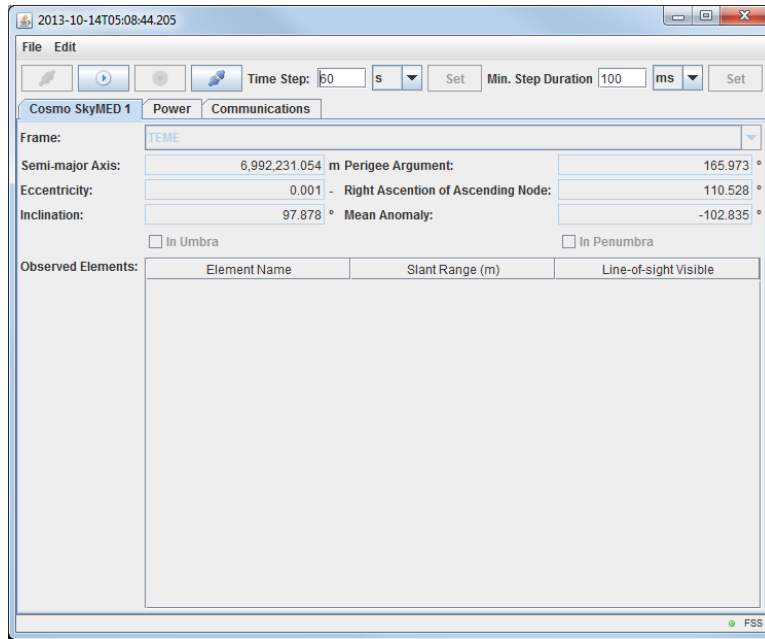 2013-10-14T05:08:44.205
File Edit
Time Step: 60 s Set Min. Step Duration 100 ms Set
Cosmo SkyMED 1 Power Communications
Frame: TEME
Semi-major Axis: 6,992,231.054 m Perigee Argument: 165.973 °
Eccentricity: 0.001 - Right Ascention of Ascending Node: 110.528 °
Inclination: 97.878 ° Mean Anomaly: -102.835 °
In Umbra In Penumbra
Observed Elements: Element Name Slant Range (m) Line-of-sight Visible
FSS